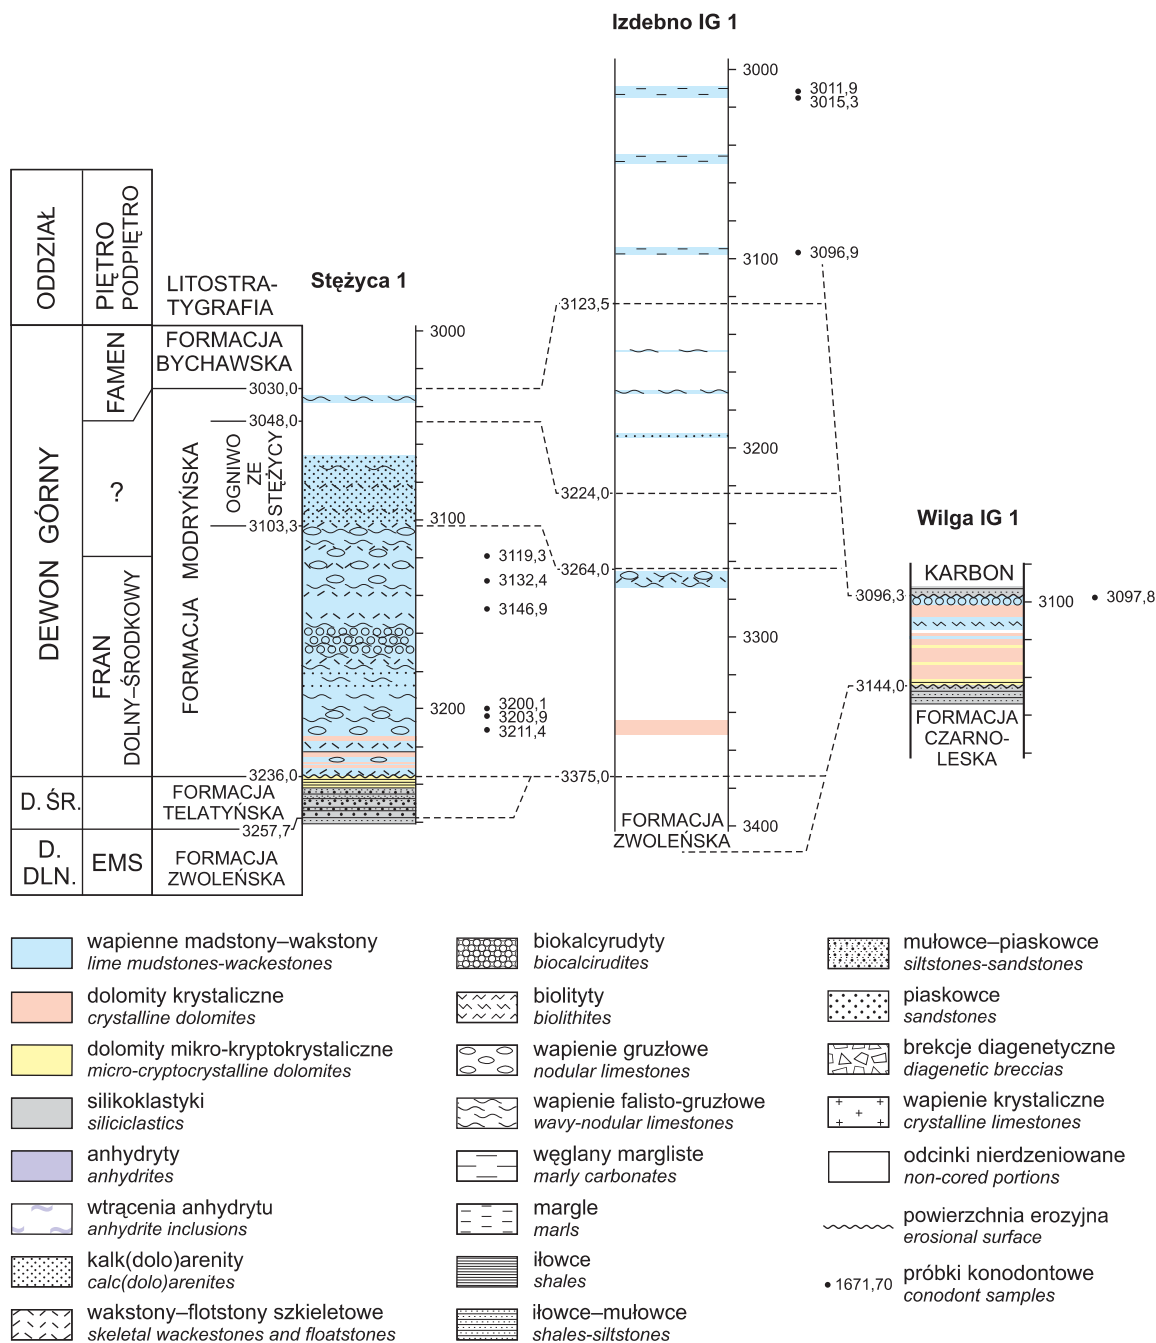 Izdebno IG 1
3000
3011,9
3015,3
3096,9
3100
3123,5
3200
3224,0
3264,0
3300
3375,0
3400
FORMACJA
ZWOLEŃSKA
ODDZIAŁ
PIĘTRO
PODPIĘTRO
LITOSTRA-
TYGRAFIA
Stężyca 1
DEWON GÓRNY
FAMEN
?
FRAN
DOLNY–ŚRODKOWY
FORMACJA
BYCHAWSKA
3030,0
3048,0
FORMACJA MODRYŃSKA
OGNIWO
ZE
STĘŻYCY
3103,3
3236,0
D. ŚR.
FORMACJA
TELATYŃSKA
3257,7
D.
DLN.
EMS
FORMACJA
ZWOLEŃSKA
3000
3100
3119,3
3132,4
3146,9
3200
3200,1
3203,9
3211,4
Wilga IG 1
KARBON
3096,3
3100
3097,8
3144,0
FORMACJA
CZARNO-
LESKA
wapienne madstony–wakstony
lime mudstones-wackestones
dolomity krystaliczne
crystalline dolomites
dolomity mikro-kryptokrystaliczne
micro-cryptocrystalline dolomites
silikoklastyki
siliciclastics
anhydryty
anhydrites
wtrącenia anhydrytu
anhydrite inclusions
kalk(dolo)arenity
calc(dolo)arenites
wakstony–flotstony szkieletowe
skeletal wackestones and floatstones
biokalcyrudyty
biocalcirudites
biolityty
biolithites
wapienie gruzłowe
nodular limestones
wapienie falisto-gruzłowe
wavy-nodular limestones
węglany margliste
marly carbonates
margle
marls
iłowce
shales
iłowce–mułowce
shales-siltstones
mułowce–piaskowce
siltstones-sandstones
piaskowce
sandstones
brekcje diagenetyczne
diagenetic breccias
wapienie krystaliczne
crystalline limestones
odcinki nierdzeniowane
non-cored portions
powierzchnia erozyjna
erosional surface
1671,70
próbki konodontowe
conodont samples